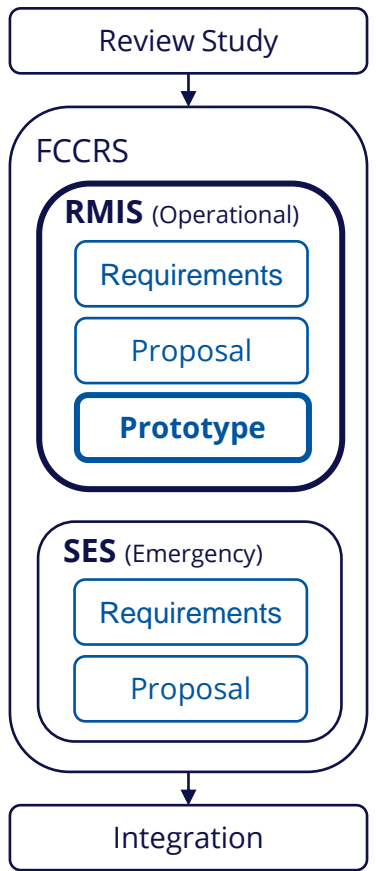 Review Study
FCCRS
RMIS (Operational)
Requirements
Proposal
Prototype
SES (Emergency)
Requirements
Proposal
Integration